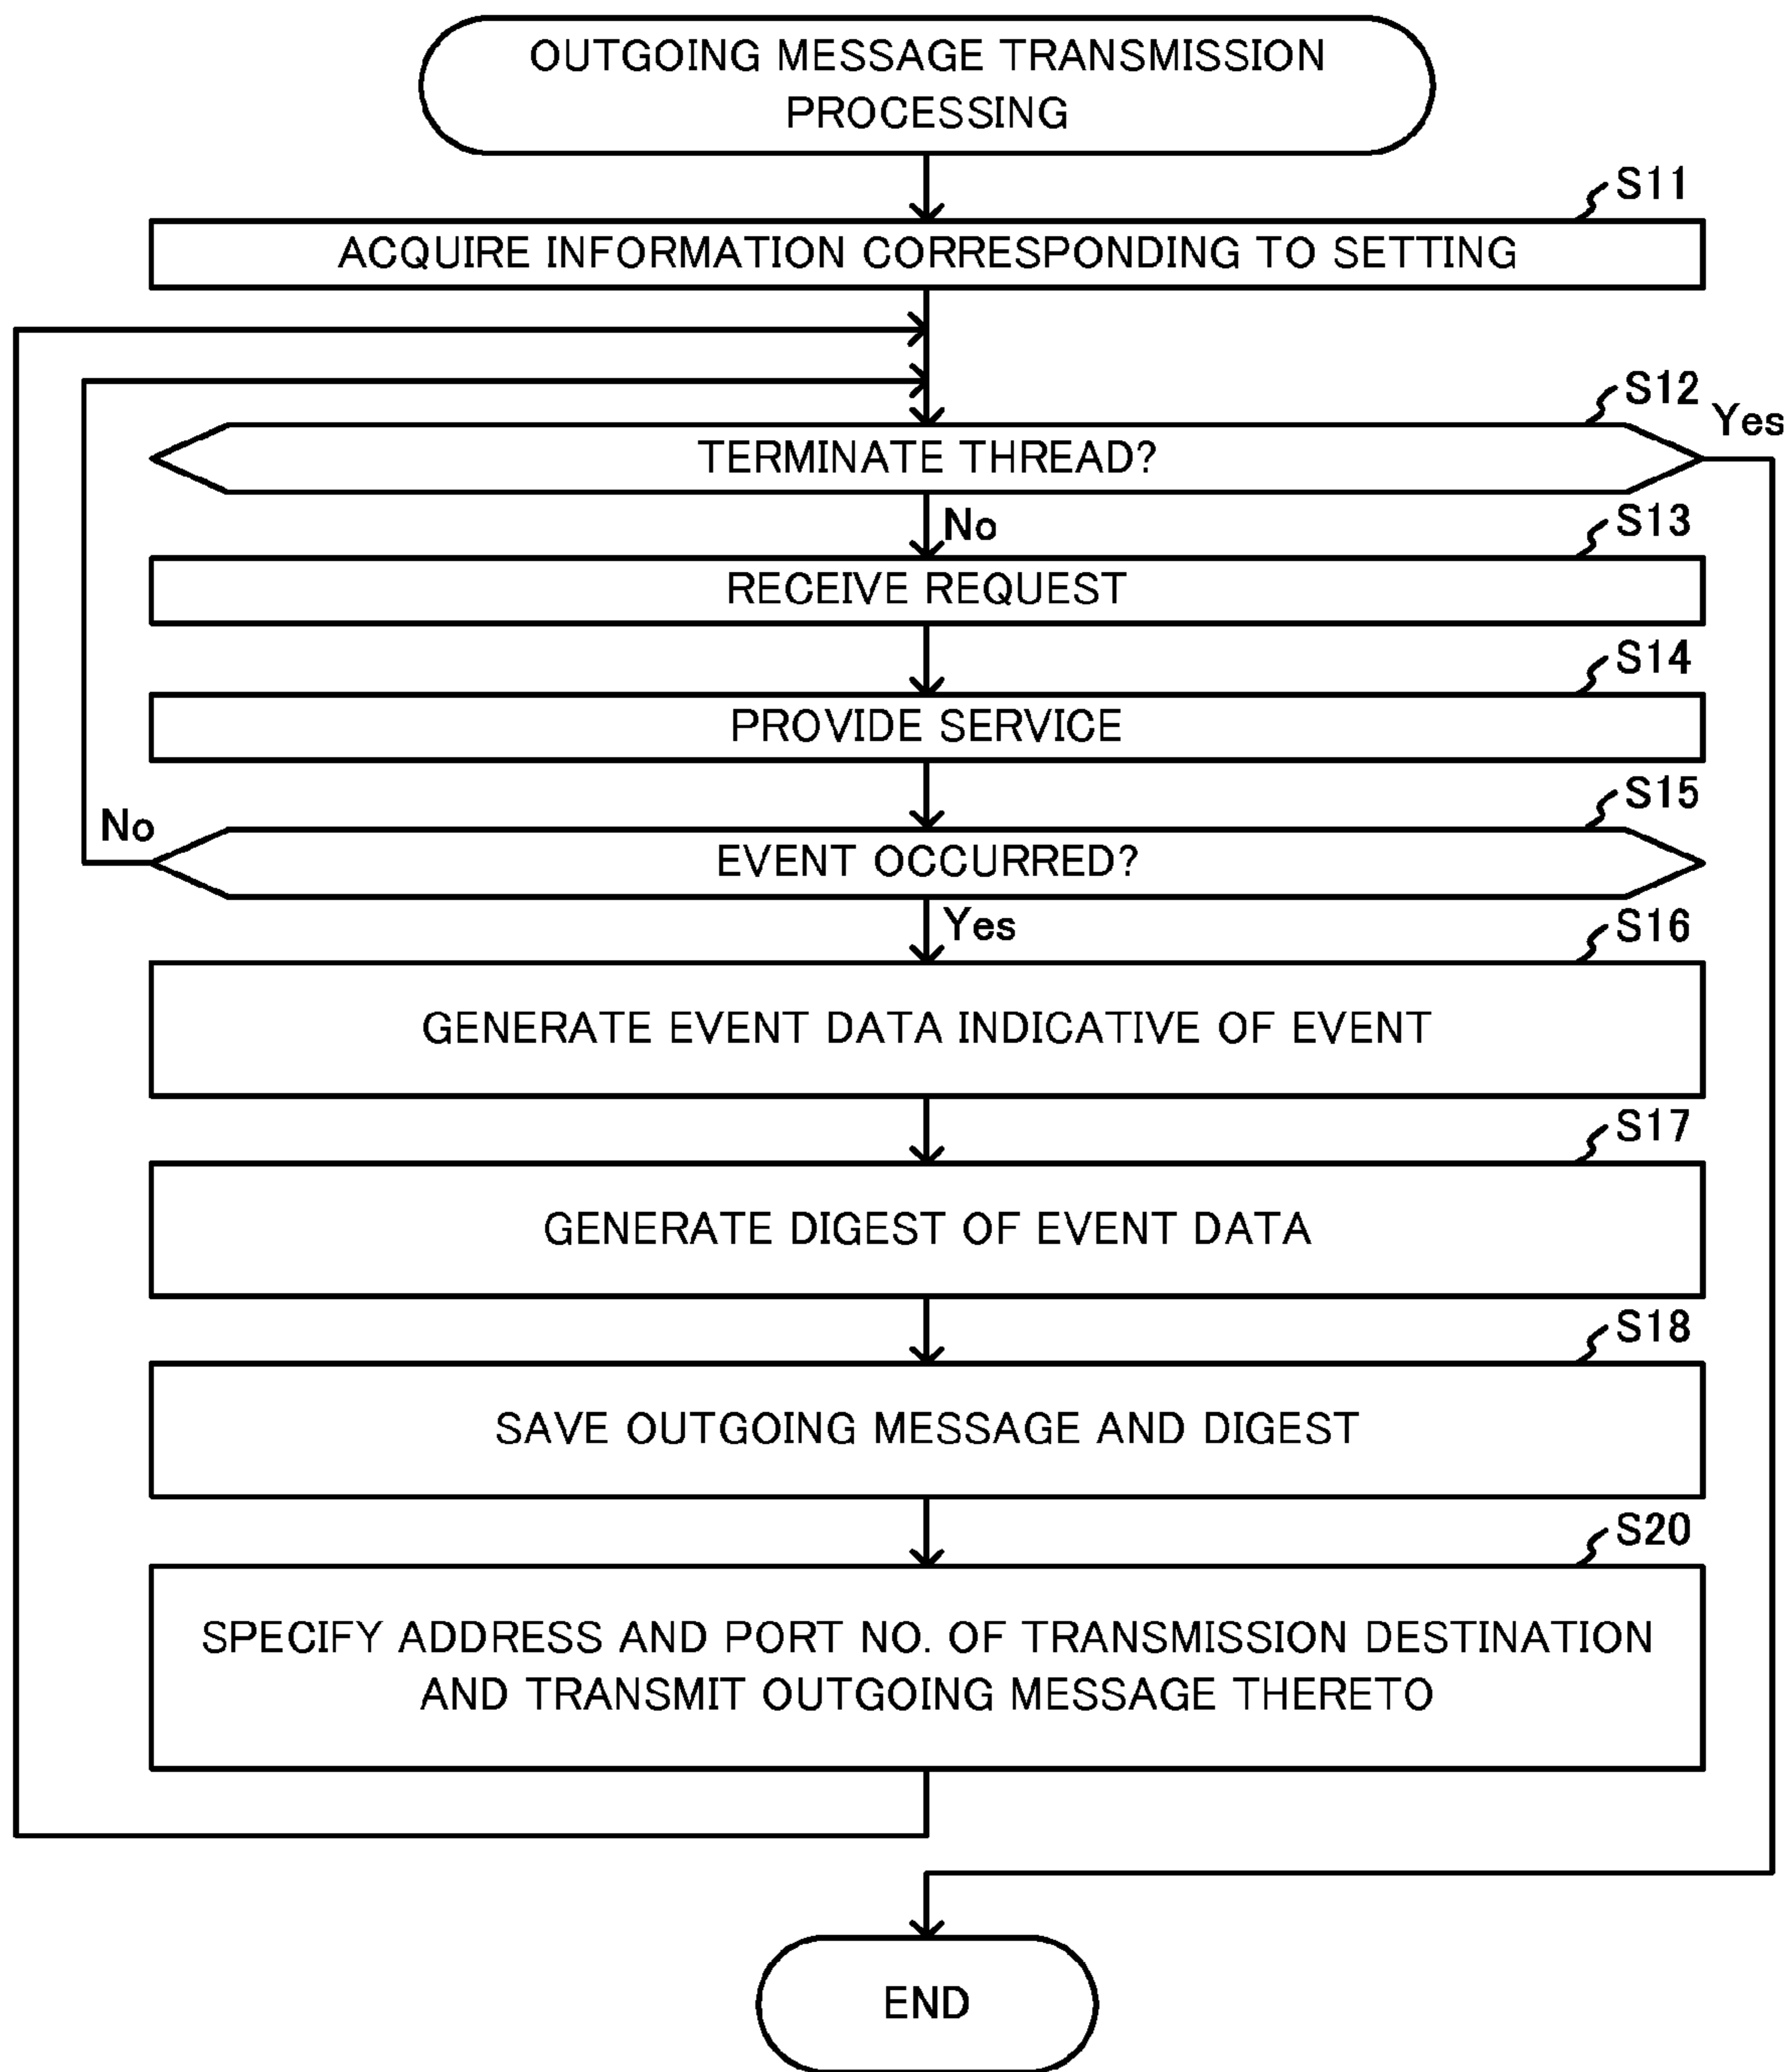 OUTGOING MESSAGE TRANSMISSION
PROCESSING
S11
ACQUIRE INFORMATION CORRESPONDING TO SETTING
S12
Yes
TERMINATE THREAD?
No
S13
RECEIVE REQUEST
S14
PROVIDE SERVICE
S15
No
EVENT OCCURRED?
Yes
S16
GENERATE EVENT DATA INDICATIVE OF EVENT
S17
GENERATE DIGEST OF EVENT DATA
S18
SAVE OUTGOING MESSAGE AND DIGEST
S20
SPECIFY ADDRESS AND PORT NO. OF TRANSMISSION DESTINATION
AND TRANSMIT OUTGOING MESSAGE THERETO
END